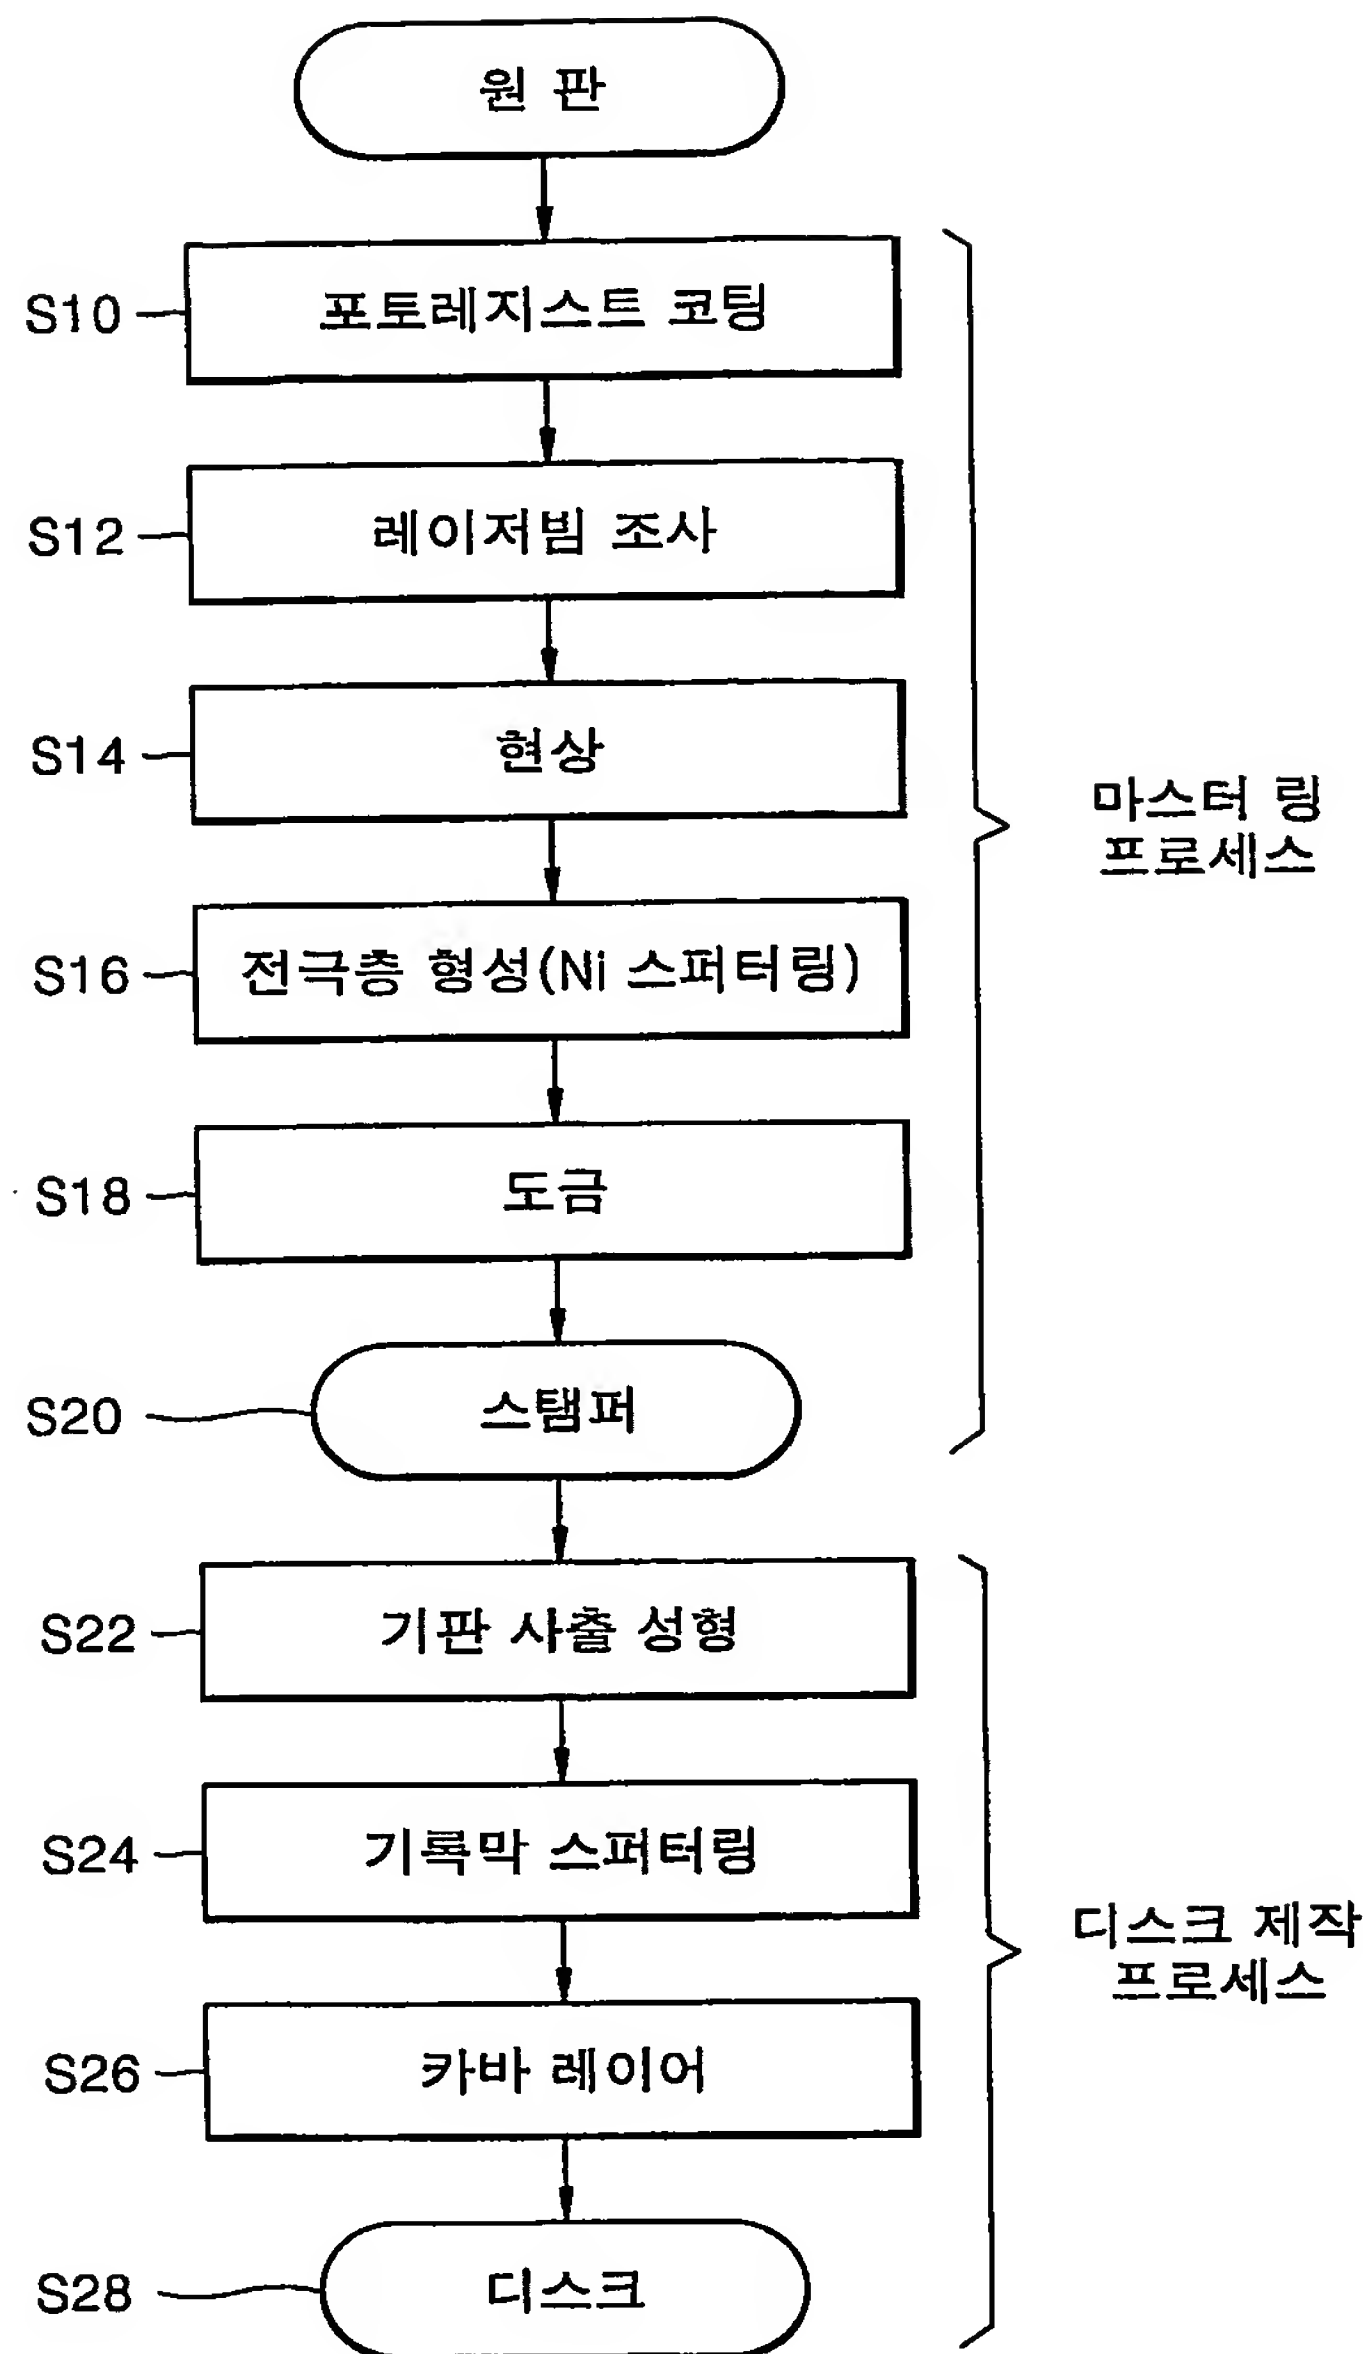 원 판
S10 포토레지스트 코팅
S12 레이저빔 조사
S14 현상
마스터 링
프로세스
S16 전극층 형성(Ni 스퍼터링)
S18 도금
S20 스탬퍼
S22 기판 사출 성형
S24 기록막 스퍼터링
디스크 제작
프로세스
S26 카바 레이어
S28 디스크